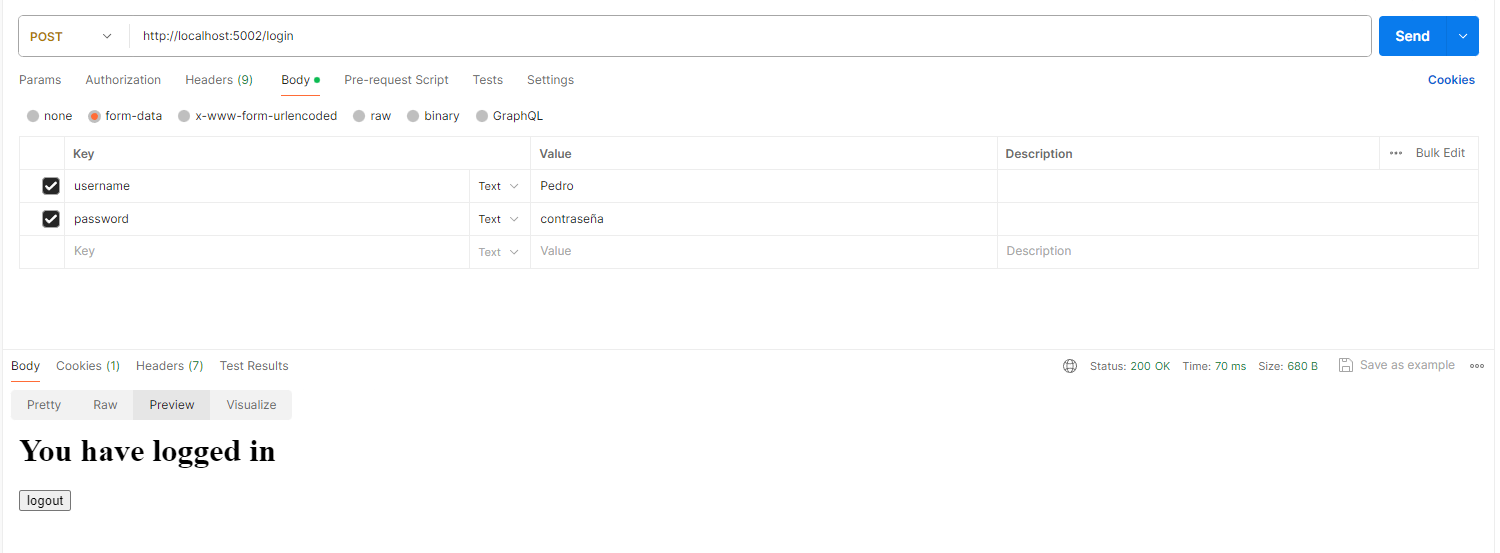 POST http://localhost:5002/login Send
Params Authorization Headers (9) Body Pre-request Script Tests Settings Cookies
none form-data x-www-form-urlencoded raw binary GraphQL
Key Value Description ••• Bulk Edit
username Text Pedro
password Text contraseña
Key Text Value Description
Body Cookies (1) Headers (7) Test Results Status: 200 OK Time: 70 ms Size: 680 B Save as example
Pretty Raw Preview Visualize
You have logged in
logout